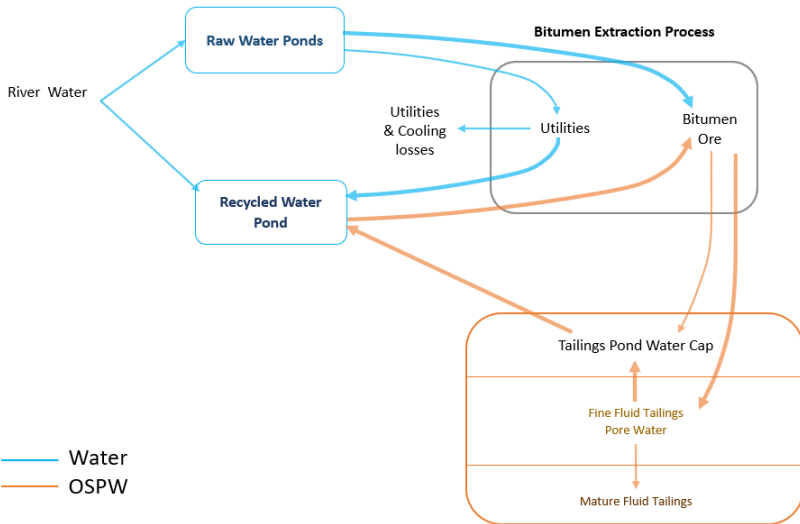 Raw Water Ponds
Bitumen Extraction Process
River Water
Utilities
& Cooling
losses
Utilities
Bitumen
Ore
Recycled Water
Pond
Tailings Pond Water Cap
Fine Fluid Tailings
Pore Water
Mature Fluid Tailings
Water
OSPW